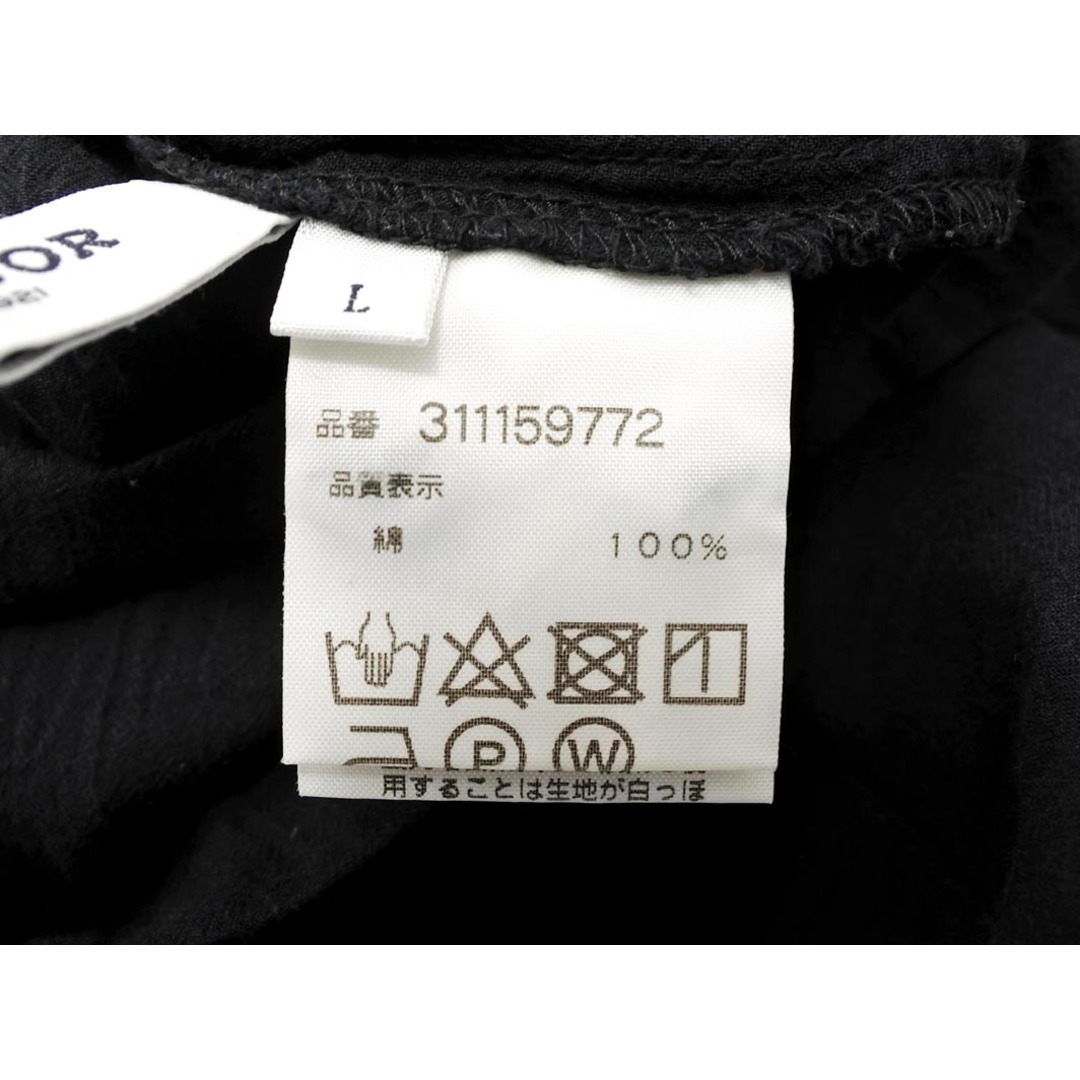 L
品番 311159772
品質表示
綿 100%
P W
用することは生地が白っぽ